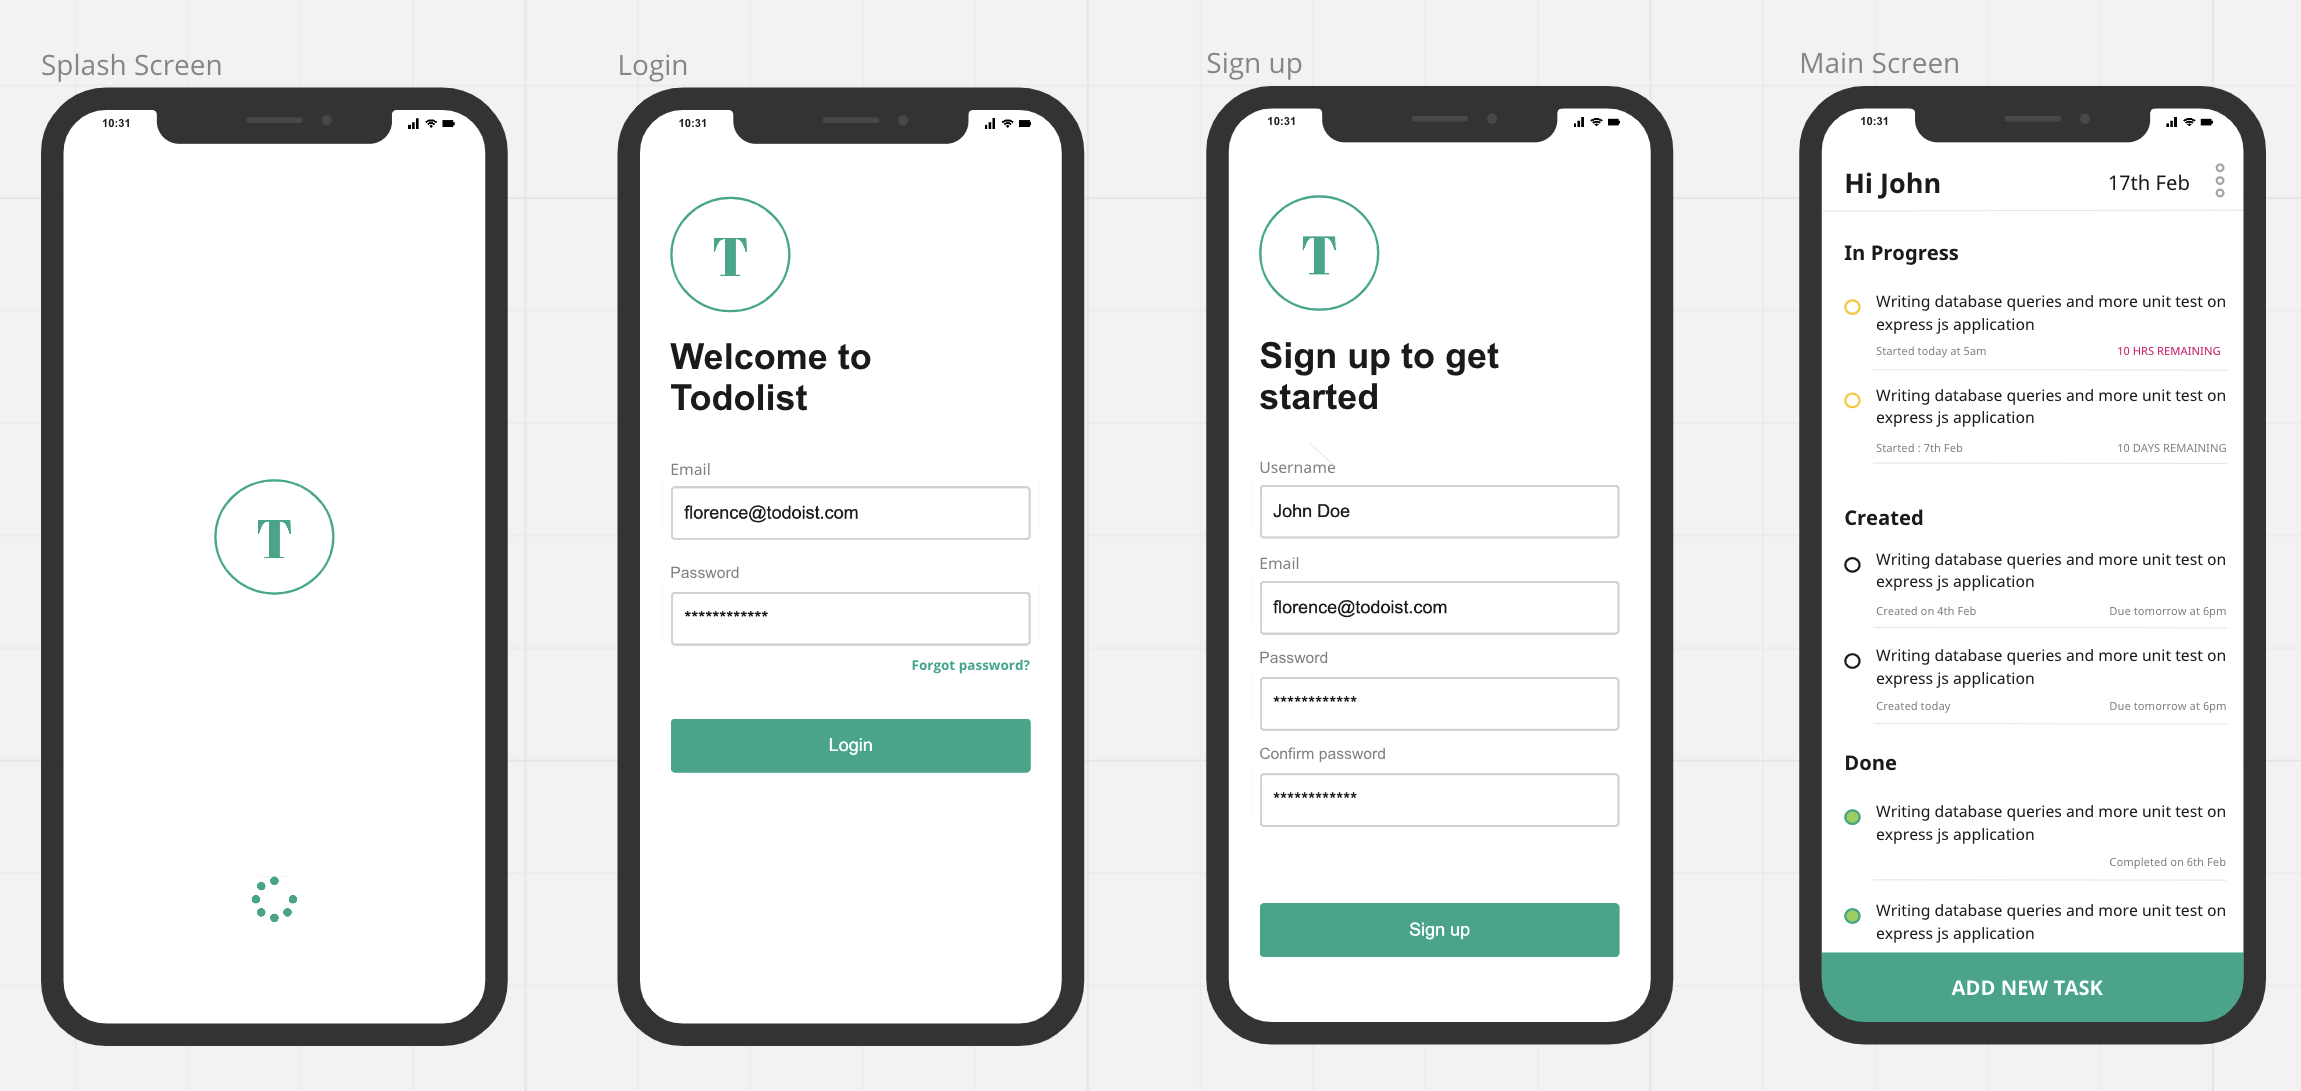 Splash Screen
10:31
T
Login
10:31
T
Welcome to
Todolist
Email
florence@todoist.com
Password
************
Forgot password?
Login
Sign up
10:31
T
Sign up to get
started
Username
John Doe
Email
florence@todoist.com
Password
************
Confirm password
************
Sign up
Main Screen
10:31
Hi John 17th Feb
In Progress
Writing database queries and more unit test on
express js application
Started today at 5am 10 HRS REMAINING
Writing database queries and more unit test on
express js application
Started : 7th Feb 10 DAYS REMAINING
Created
Writing database queries and more unit test on
express js application
Created on 4th Feb Due tomorrow at 6pm
Writing database queries and more unit test on
express js application
Created today Due tomorrow at 6pm
Done
Writing database queries and more unit test on
express js application
Completed on 6th Feb
Writing database queries and more unit test on
express js application
ADD NEW TASK